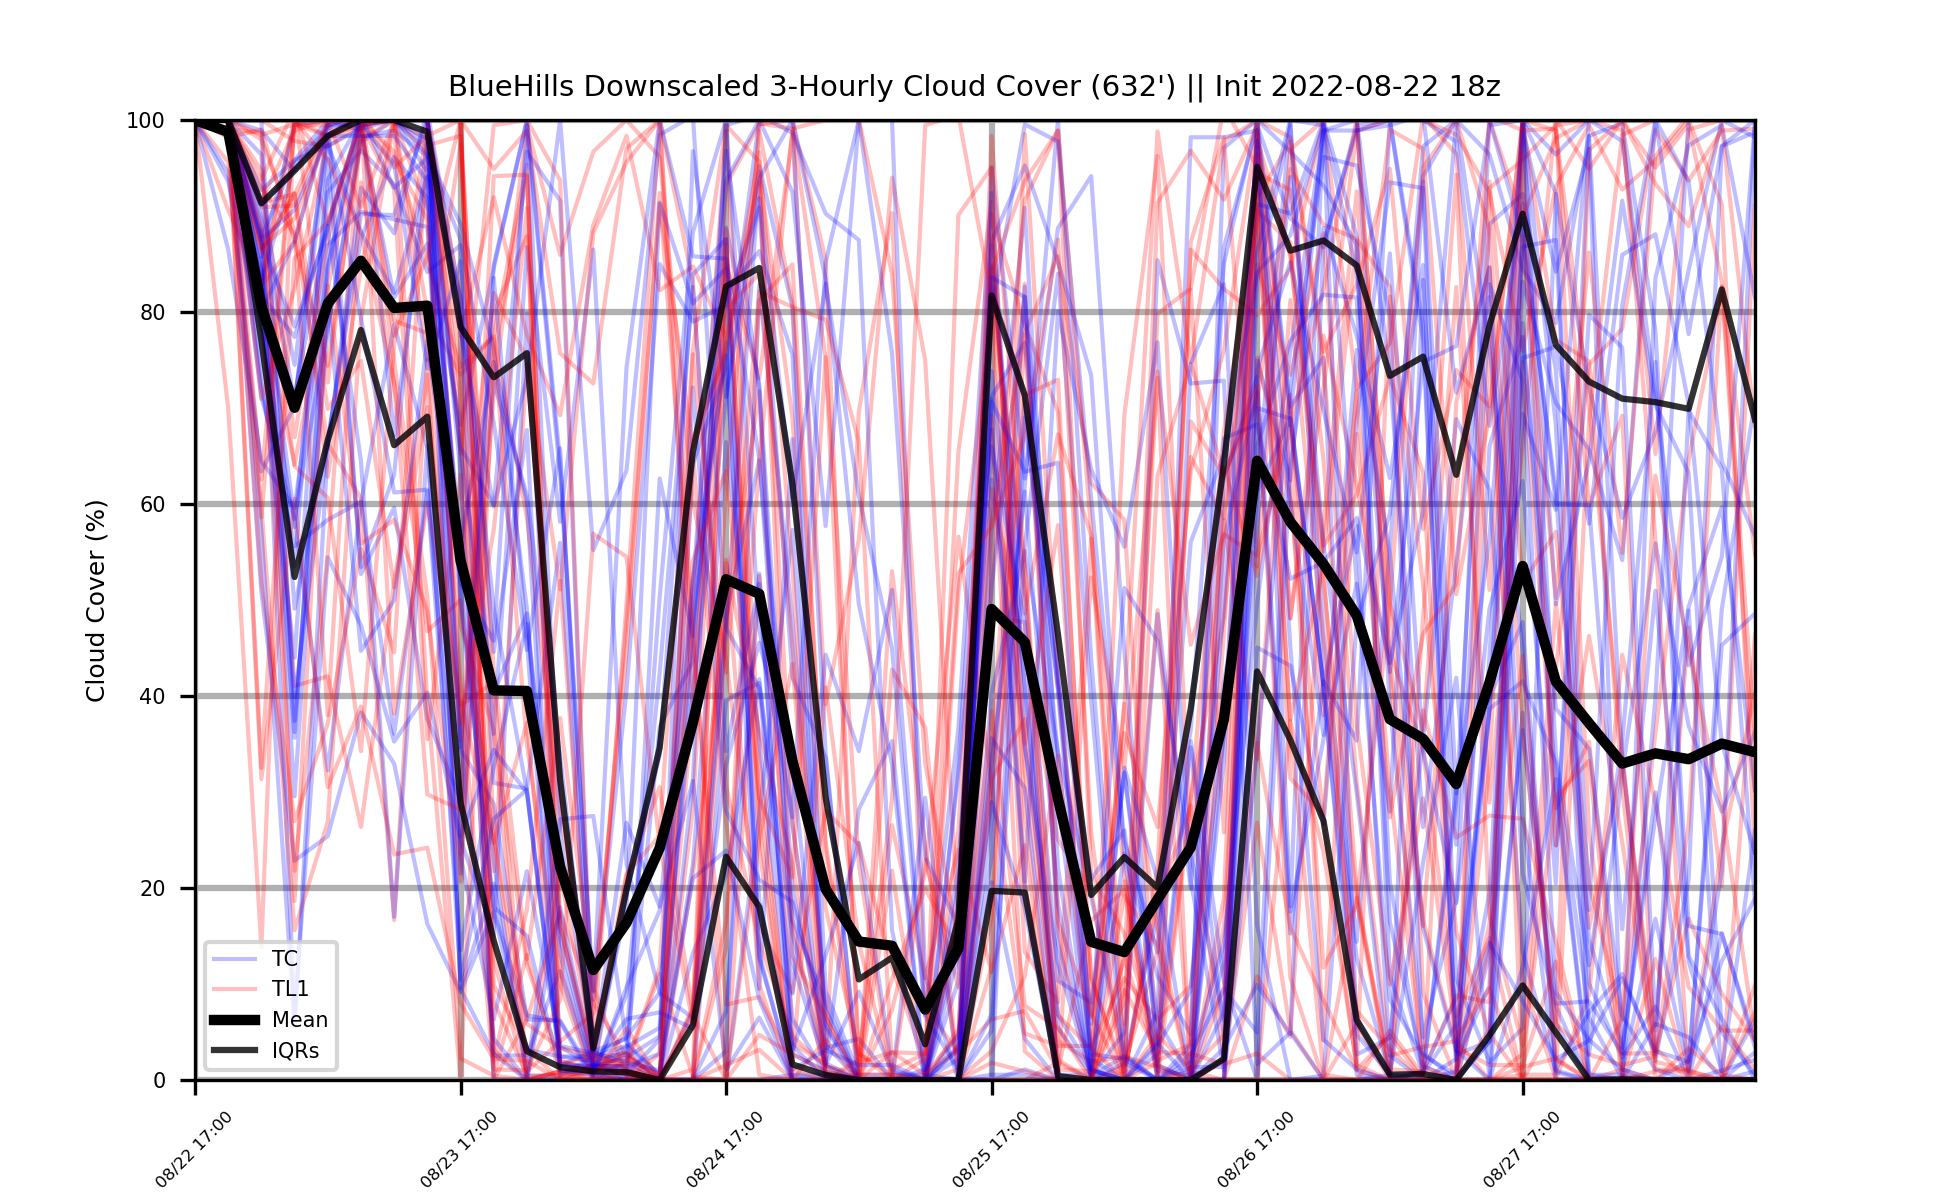 BlueHills Downscaled 3-Hourly Cloud Cover (632') || Init 2022-08-22 18z
Cloud Cover (%)
100
80
60
40
20
0
TC
TL1
Mean
IQRs
08/22 17:00
08/23 17:00
08/24 17:00
08/25 17:00
08/26 17:00
08/27 17:00